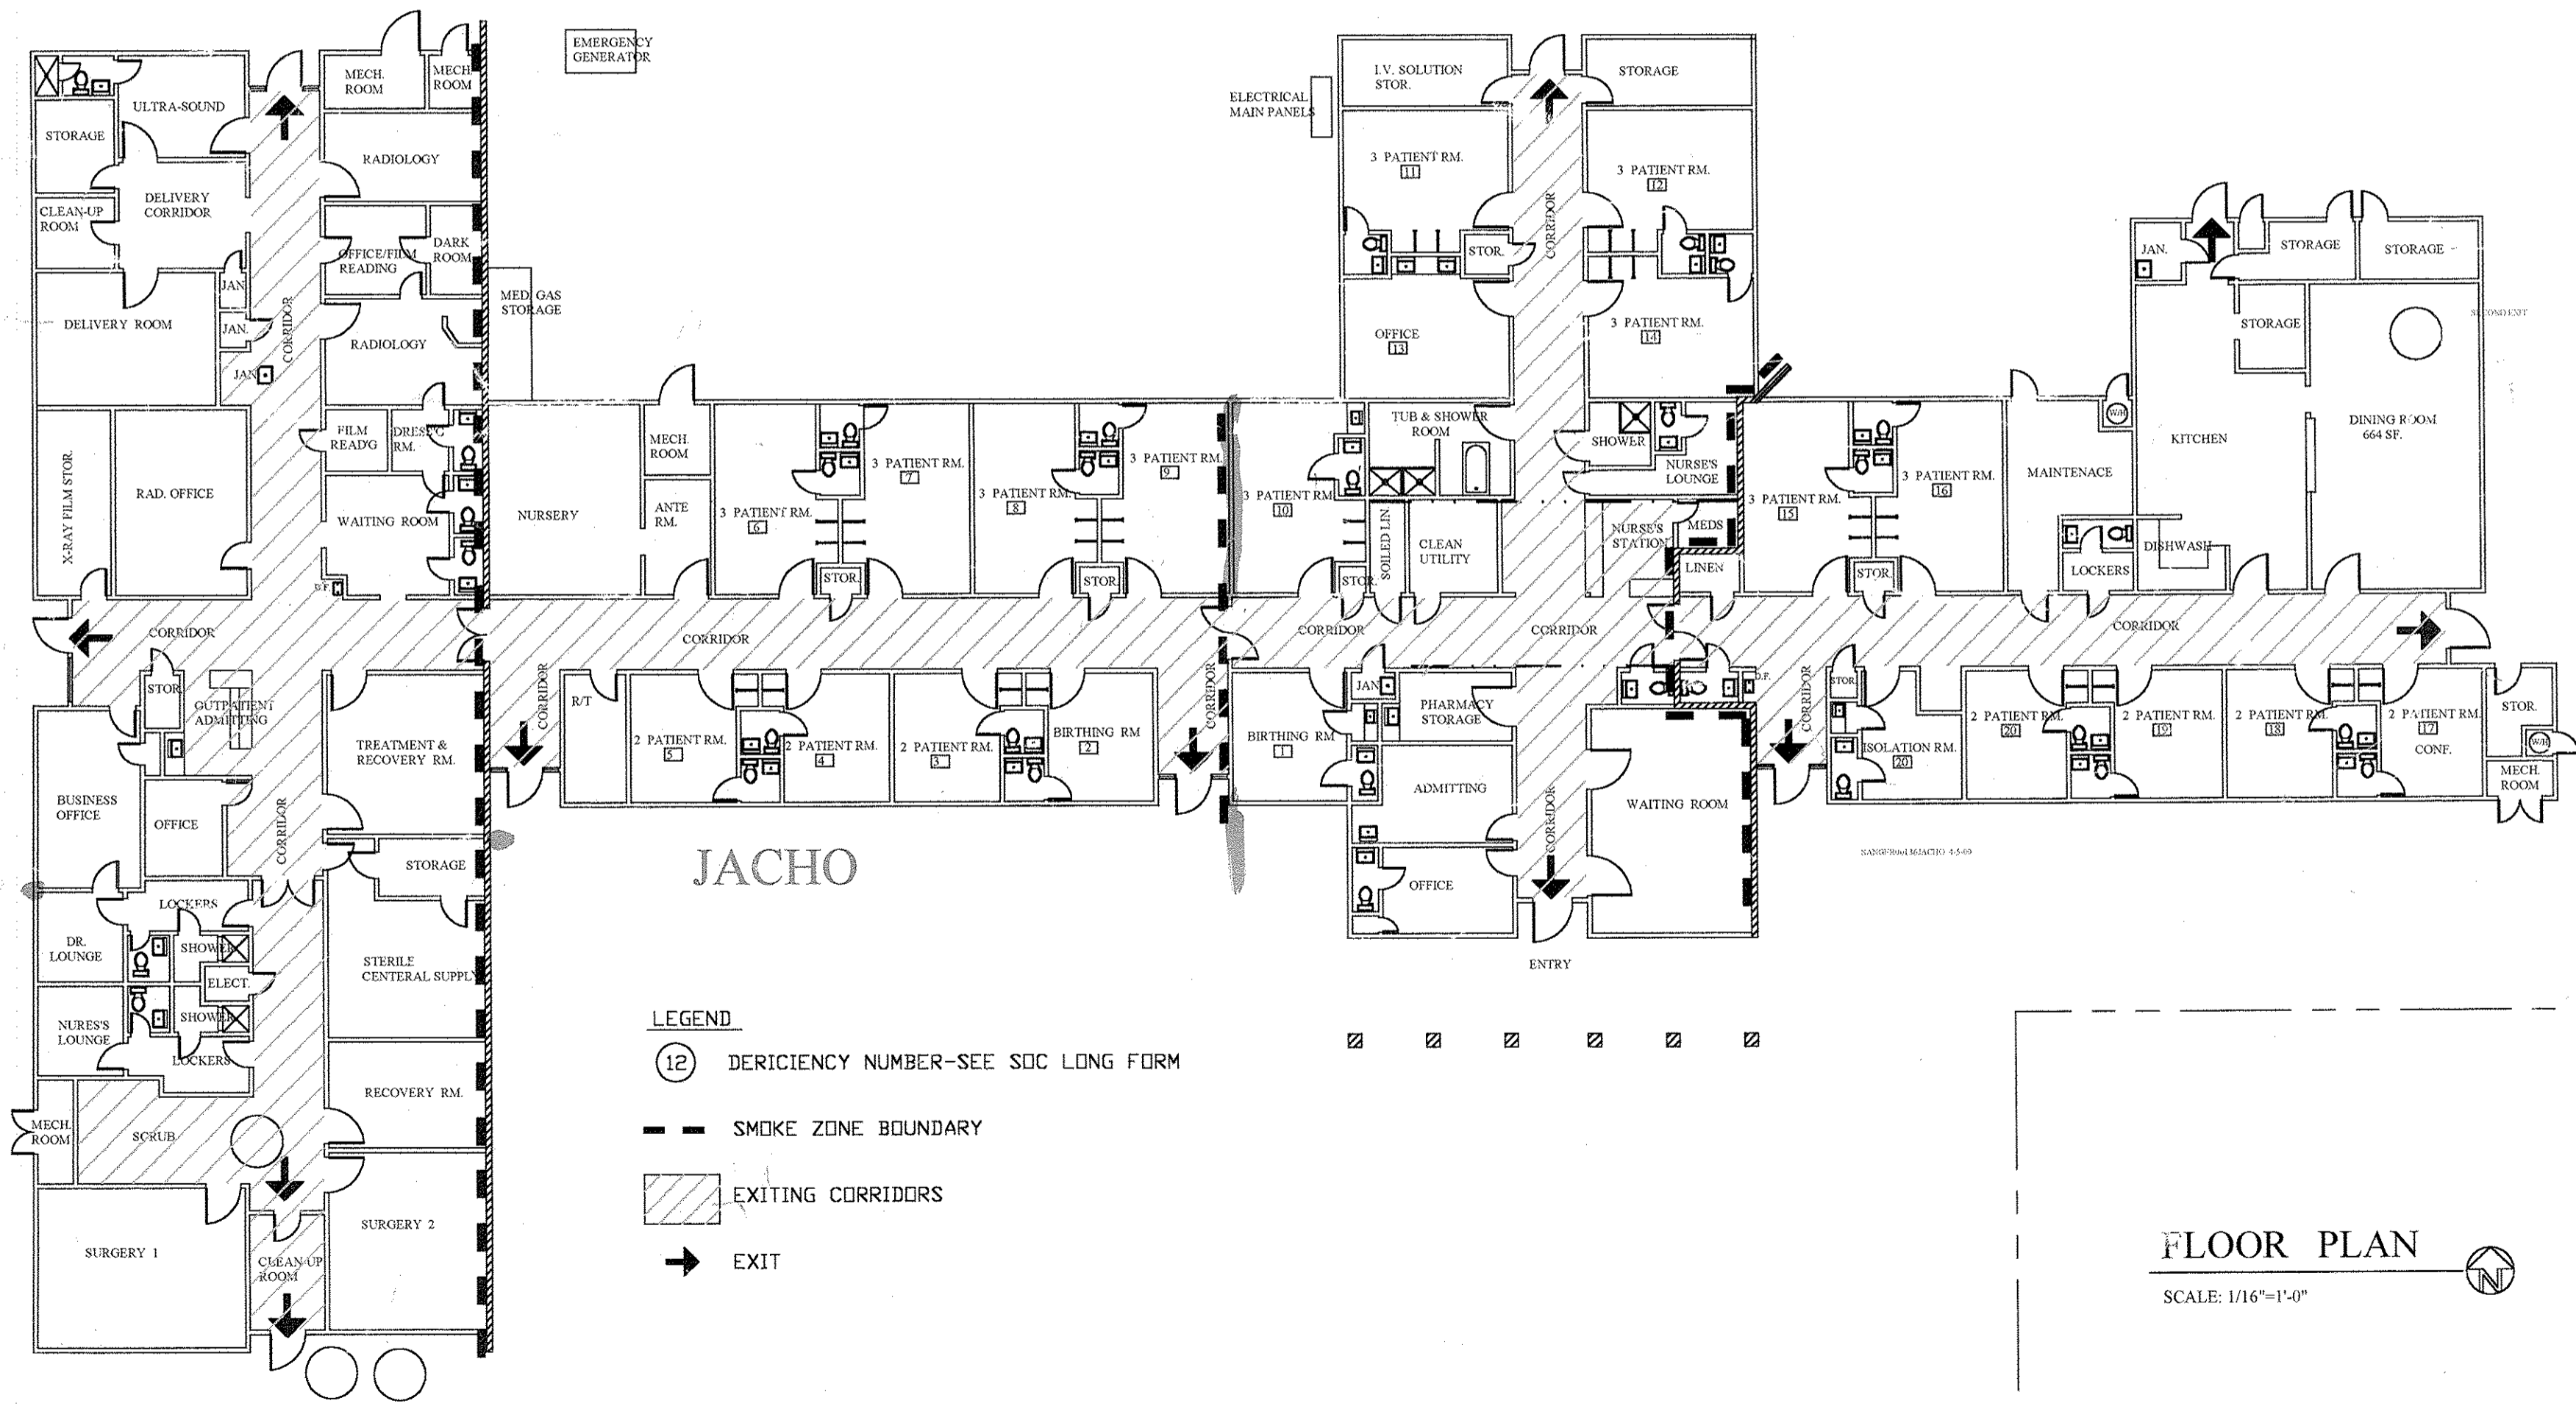 EMERGENCY
GENERATOR
MECH.
ROOM
MECH.
ROOM
ULTRA-SOUND
STORAGE
RADIOLOGY
DELIVERY
CORRIDOR
CLEAN-UP
ROOM
OFFICE/FILM
READING
DARK
ROOM
JAN.
DELIVERY ROOM
JAN.
JAN.
CORRIDOR
RADIOLOGY
MED. GAS
STORAGE
X-RAY FILM STOR.
RAD. OFFICE
FILM
READ'G
DRESS'G
RM.
WAITING ROOM
D.F.
NURSERY
MECH.
ROOM
ANTE
RM.
3 PATIENT RM.
6
3 PATIENT RM.
7
3 PATIENT RM.
8
3 PATIENT RM.
9
STOR.
STOR.
I.V. SOLUTION
STOR.
STORAGE
ELECTRICAL
MAIN PANELS
3 PATIENT RM.
11
3 PATIENT RM.
12
CORRIDOR
STOR.
OFFICE
13
3 PATIENT RM.
14
TUB & SHOWER
ROOM
SHOWER
NURSE'S
LOUNGE
3 PATIENT RM.
10
STOR.
SOILED LIN.
CLEAN
UTILITY
NURSE'S
STATION
MEDS
LINEN
3 PATIENT RM.
15
3 PATIENT RM.
16
STOR.
JAN.
STORAGE
STORAGE
STORAGE
SECOND EXIT
KITCHEN
DINING ROOM
664 SF.
W/H
MAINTENACE
DISHWASH
LOCKERS
CORRIDOR
CORRIDOR
CORRIDOR
CORRIDOR
CORRIDOR
STOR.
OUTPATIENT
ADMITTING
TREATMENT &
RECOVERY RM.
BUSINESS
OFFICE
OFFICE
CORRIDOR
STORAGE
LOCKERS
DR.
LOUNGE
SHOWER
ELECT.
SHOWER
NURES'S
LOUNGE
LOCKERS
STERILE
CENTERAL SUPPLY
RECOVERY RM.
MECH.
ROOM
SCRUB
SURGERY 1
CLEAN-UP
ROOM
SURGERY 2
CORRIDOR
R/T
2 PATIENT RM.
5
2 PATIENT RM.
4
2 PATIENT RM.
3
BIRTHING RM
2
CORRIDOR
BIRTHING RM
1
JAN.
PHARMACY
STORAGE
ADMITTING
OFFICE
CORRIDOR
WAITING ROOM
ENTRY
D.F.
CORRIDOR
STOR.
ISOLATION RM.
20
2 PATIENT RM.
20
2 PATIENT RM.
19
2 PATIENT RM.
18
2 PATIENT RM.
17
CONF.
STOR.
W/H
MECH.
ROOM
JACHO
LEGEND
12 DERICIENCY NUMBER-SEE SOC LONG FORM
SMOKE ZONE BOUNDARY
EXITING CORRIDORS
EXIT
FLOOR PLAN
N
SCALE: 1/16"=1'-0"